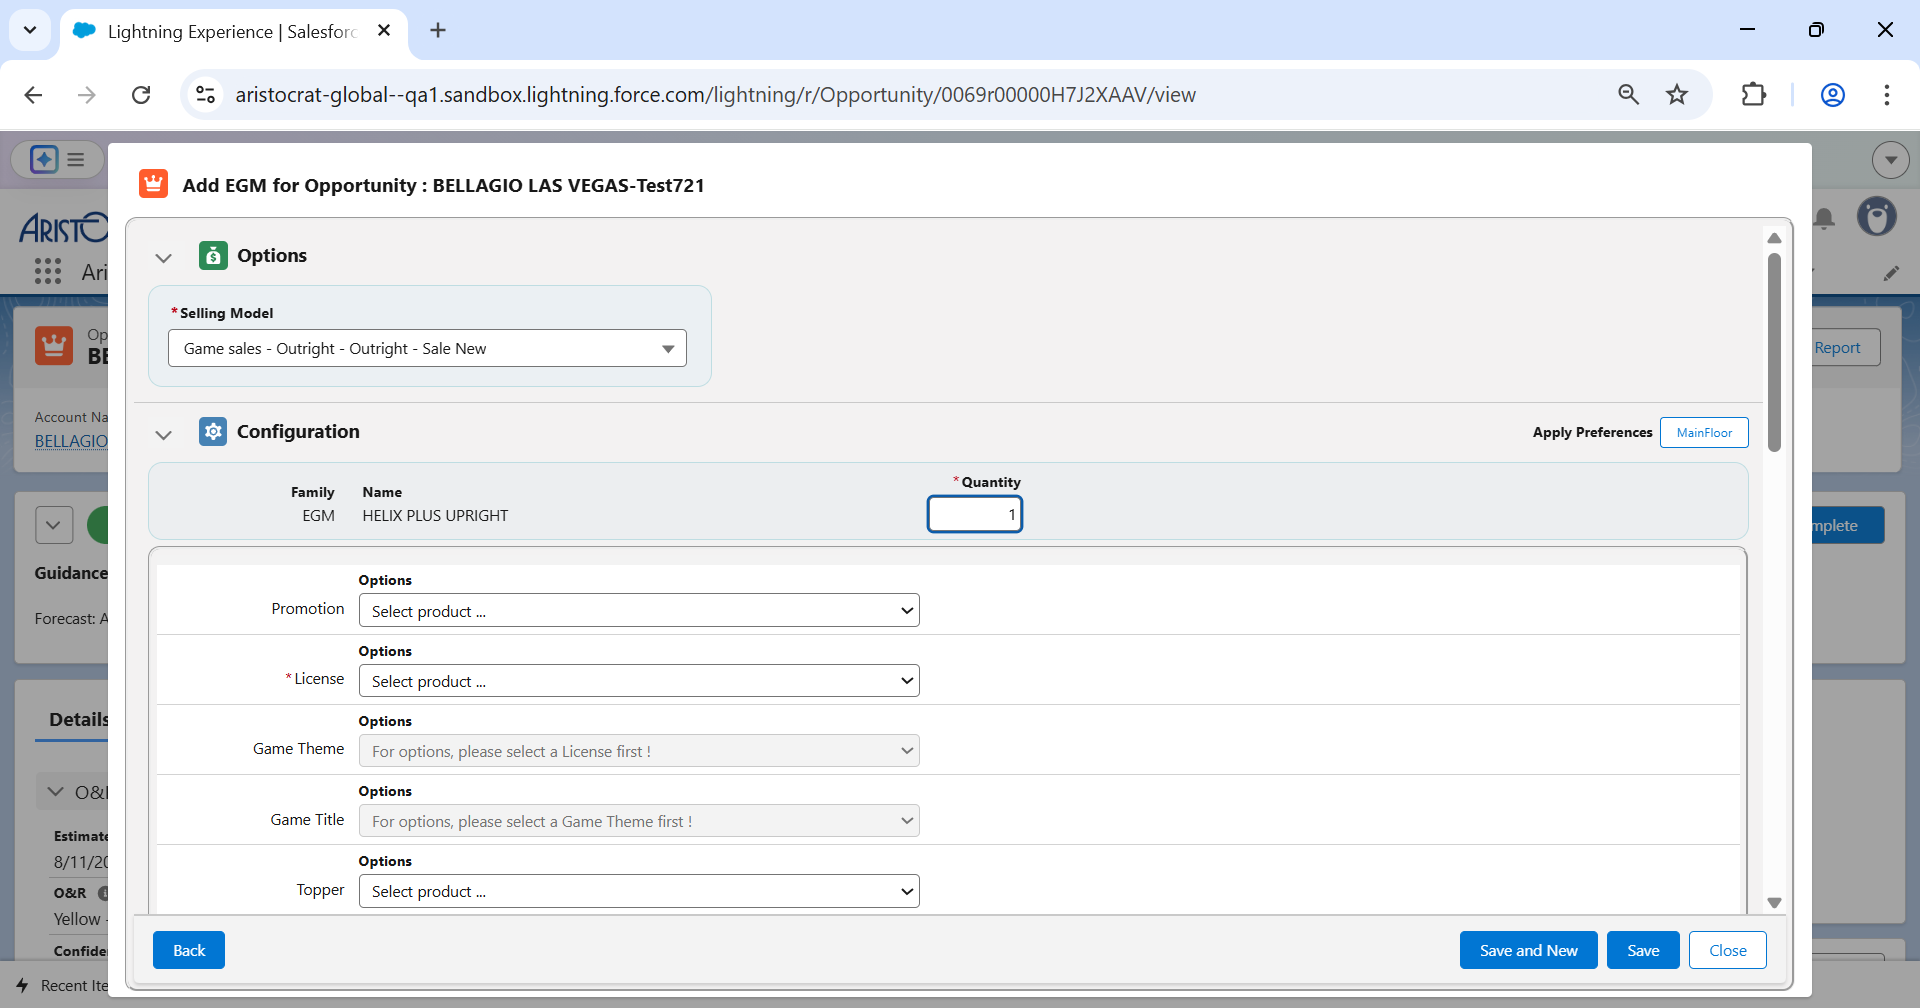 Lightning Experience | Salesforc
aristocrat-global--qa1.sandbox.lightning.force.com/lightning/r/Opportunity/0069r00000H7J2XAAV/view
Add EGM for Opportunity : BELLAGIO LAS VEGAS-Test721
ARISTO
Ari
Options
*Selling Model
Game sales - Outright - Outright - Sale New
Op
BE
Report
Account Na
BELLAGIO
Configuration
Apply Preferences
MainFloor
Family Name
*Quantity
EGM HELIX PLUS UPRIGHT
1
mplete
Guidance
Forecast: A
Options
Promotion Select product ...
Options
*License Select product ...
Options
Game Theme For options, please select a License first !
Options
Game Title For options, please select a Game Theme first !
Options
Topper Select product ...
Details
O&
Estimate
8/11/20
O&R
Yellow -
Confide
Back
Save and New
Save
Close
Recent Ite